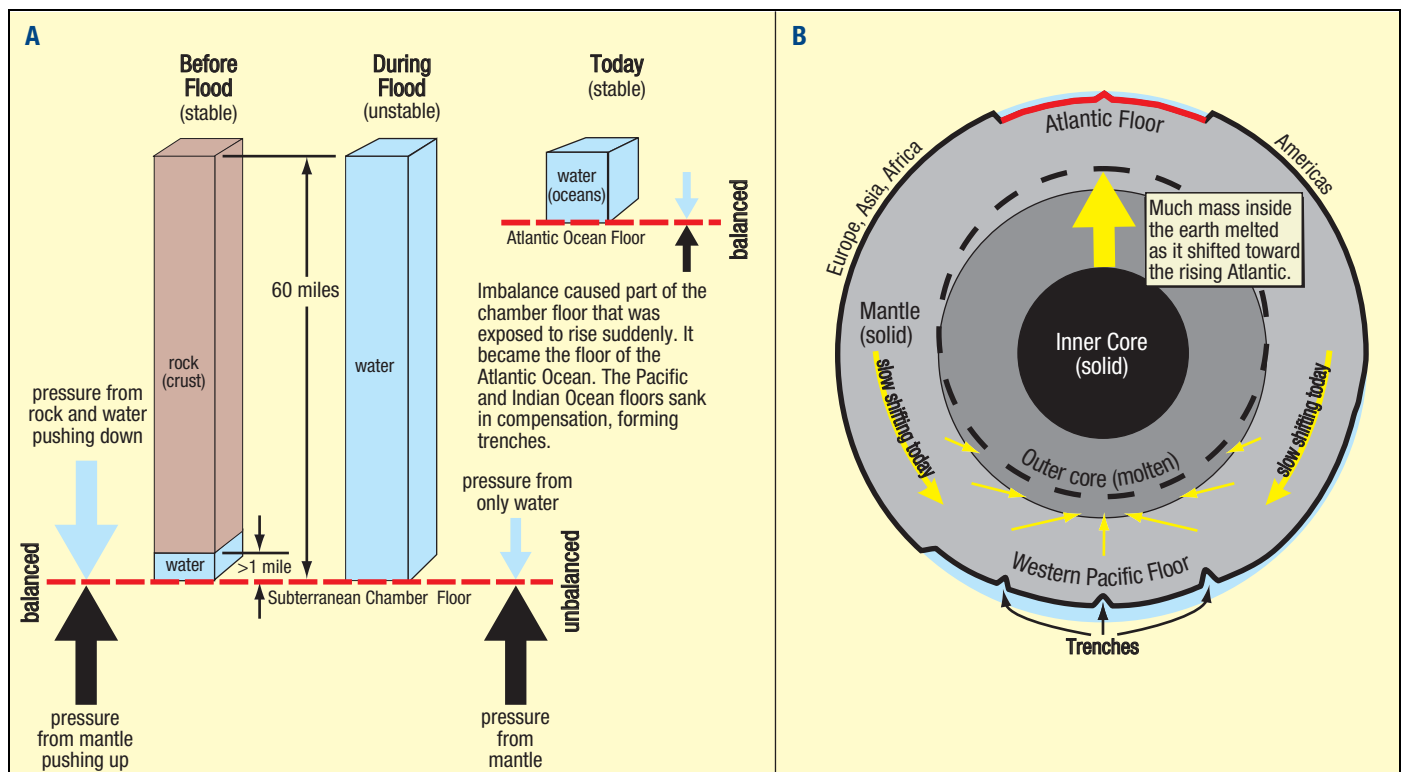 A
Before
Flood
(stable)
During
Flood
(unstable)
Today
(stable)
water
(oceans)
balanced
Atlantic Ocean Floor
60 miles
Imbalance caused part of the
chamber floor that was
exposed to rise suddenly. It
became the floor of the
Atlantic Ocean. The Pacific
and Indian Ocean floors sank
in compensation, forming
trenches.
rock
(crust)
water
pressure from
rock and water
pushing down
pressure from
only water
balanced
water
>1 mile
Subterranean Chamber Floor
unbalanced
pressure
from mantle
pushing up
pressure
from
mantle
B
Atlantic Floor
Europe, Asia, Africa
Americas
Much mass inside
the earth melted
as it shifted toward
the rising Atlantic.
Mantle
(solid)
Inner Core
(solid)
slow shifting today
slow shifting today
Outer core (molten)
Western Pacific Floor
Trenches